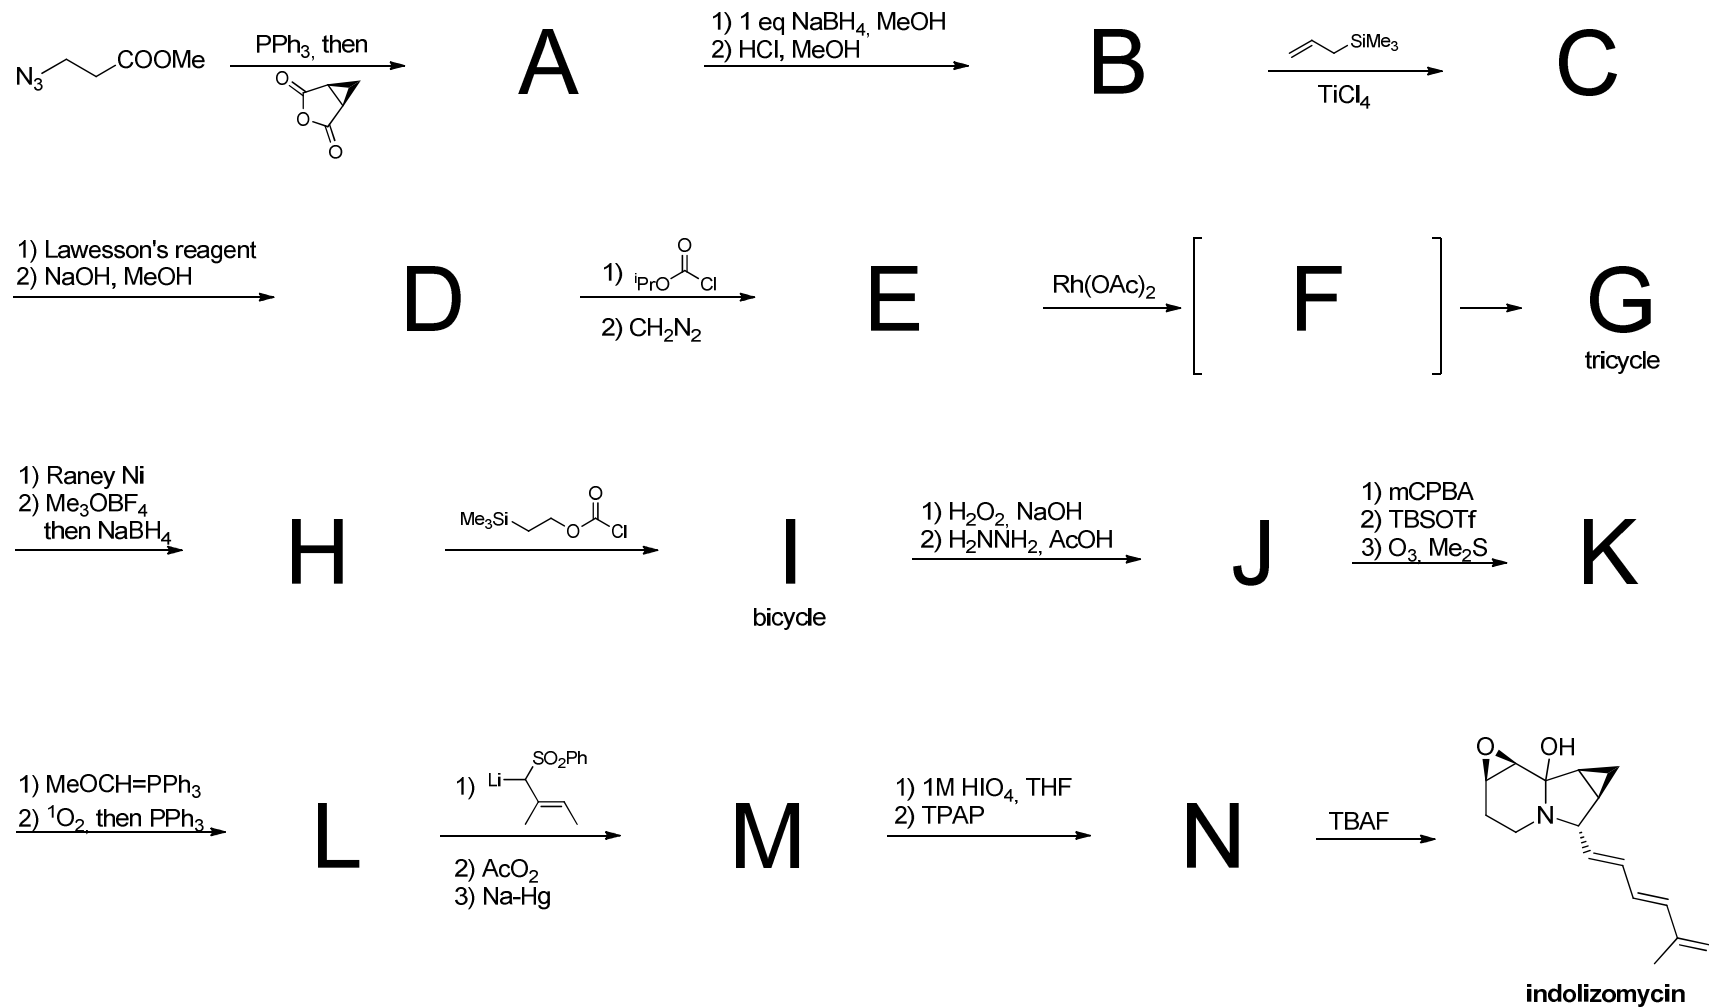 N3 COOMe
PPh3, then
O O O
A
1) 1 eq NaBH4, MeOH
2) HCl, MeOH
B
SiMe3
TiCl4
C
1) Lawesson's reagent
2) NaOH, MeOH
D
1) iPrO O Cl
2) CH2N2
E
Rh(OAc)2
F
G
tricycle
1) Raney Ni
2) Me3OBF4
then NaBH4
H
Me3Si O O Cl
I
bicycle
1) H2O2, NaOH
2) H2NNH2, AcOH
J
1) mCPBA
2) TBSOTf
3) O3, Me2S
K
1) MeOCH=PPh3
2) 1O2, then PPh3
L
1) Li SO2Ph
2) AcO2
3) Na-Hg
M
1) 1M HIO4, THF
2) TPAP
N
TBAF
O OH
N
indolizomycin